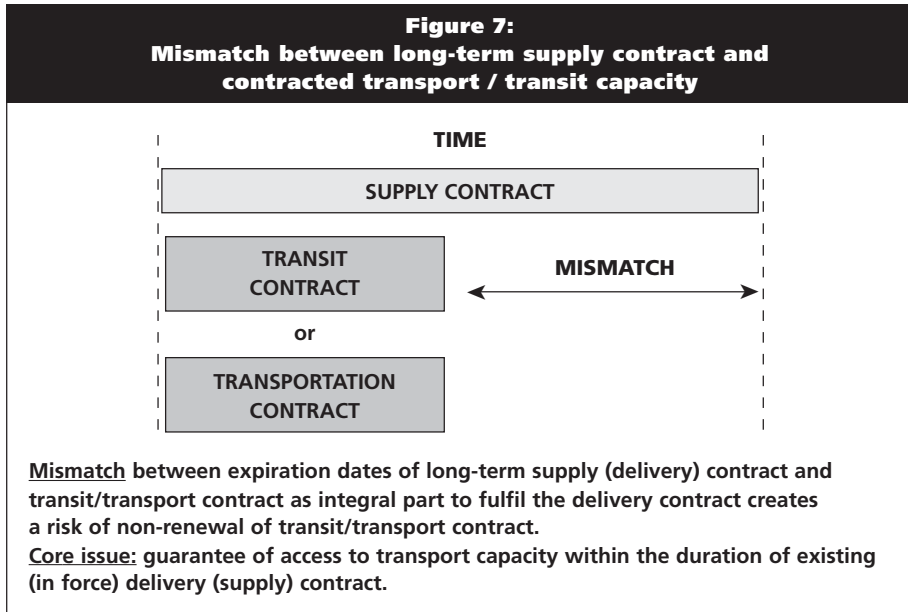 Figure 7:
Mismatch between long-term supply contract and
contracted transport / transit capacity
TIME
SUPPLY CONTRACT
TRANSIT
CONTRACT
MISMATCH
or
TRANSPORTATION
CONTRACT
Mismatch between expiration dates of long-term supply (delivery) contract and
transit/transport contract as integral part to fulfil the delivery contract creates
a risk of non-renewal of transit/transport contract.
Core issue: guarantee of access to transport capacity within the duration of existing
(in force) delivery (supply) contract.